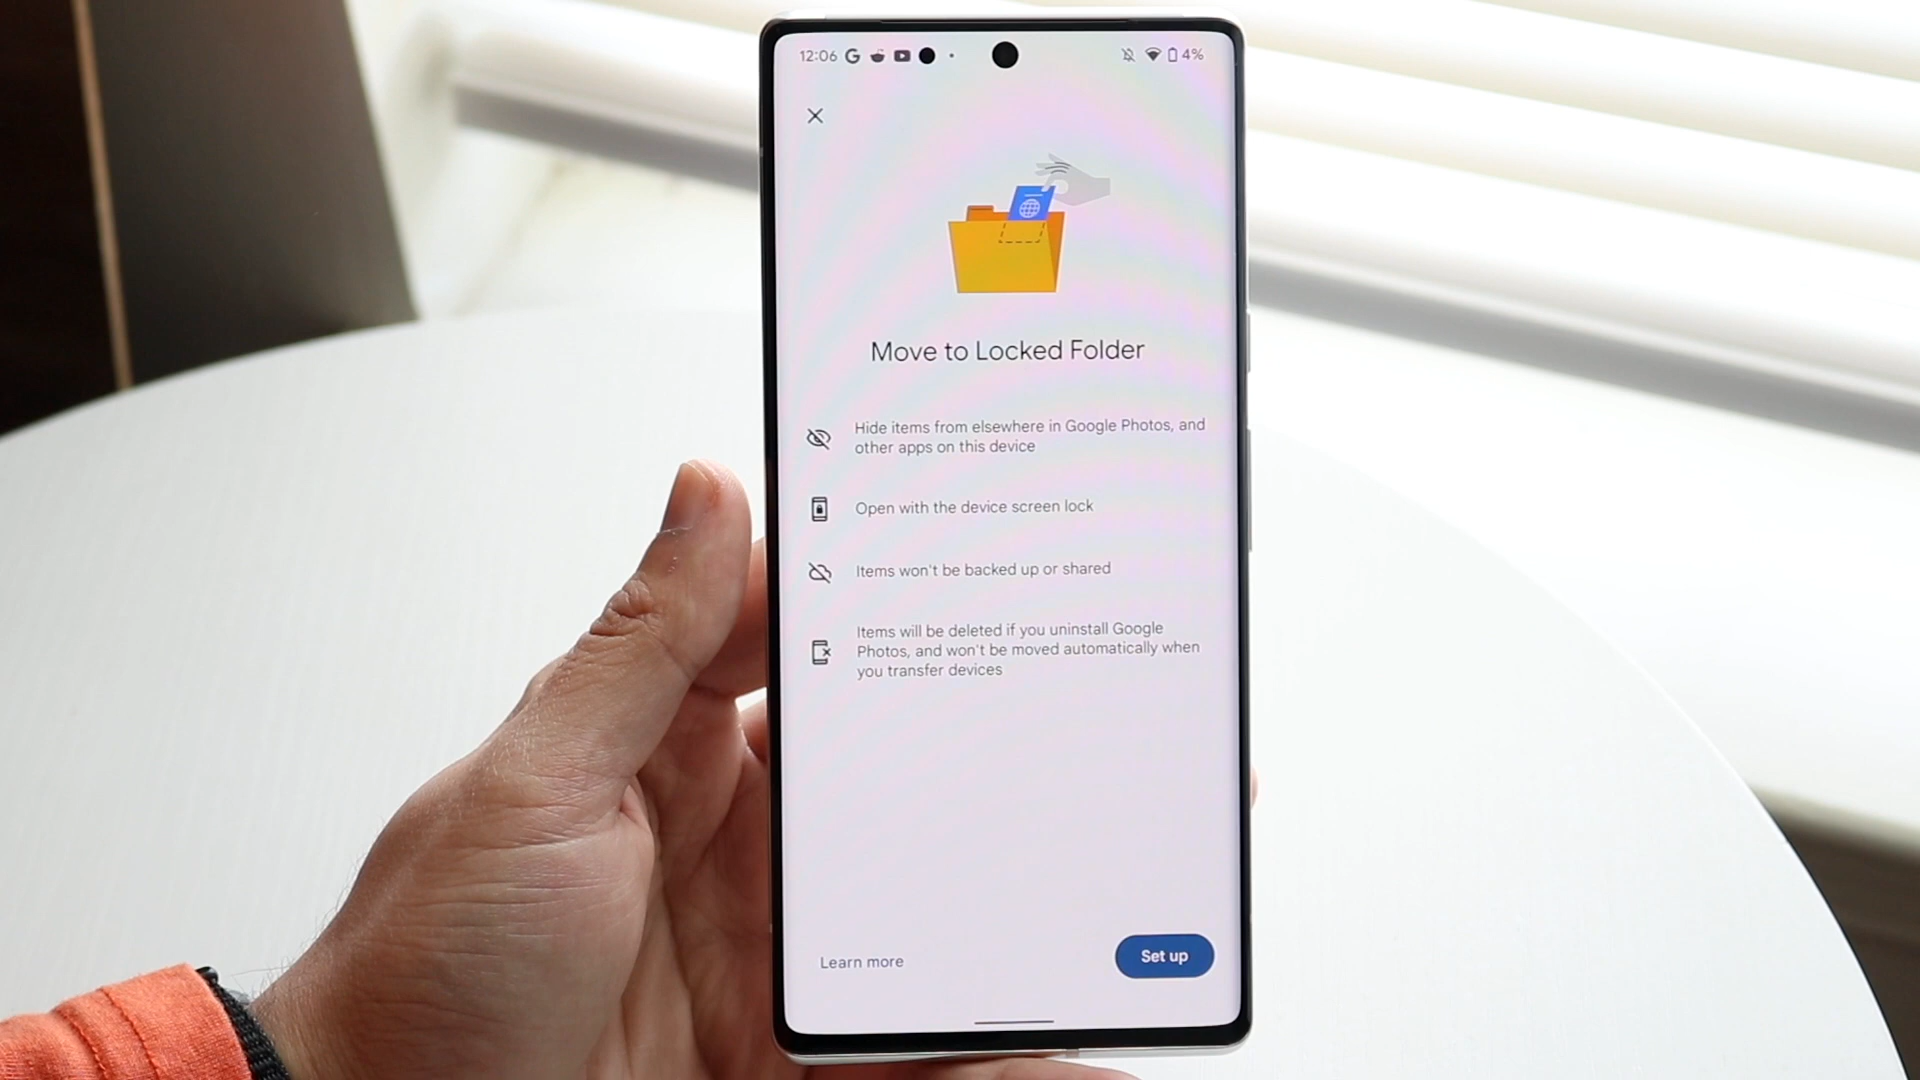 12:06 4%
Move to Locked Folder
Hide items from elsewhere in Google Photos, and
other apps on this device
Open with the device screen lock
Items won't be backed up or shared
Items will be deleted if you uninstall Google
Photos, and won't be moved automatically when
you transfer devices
Learn more
Set up